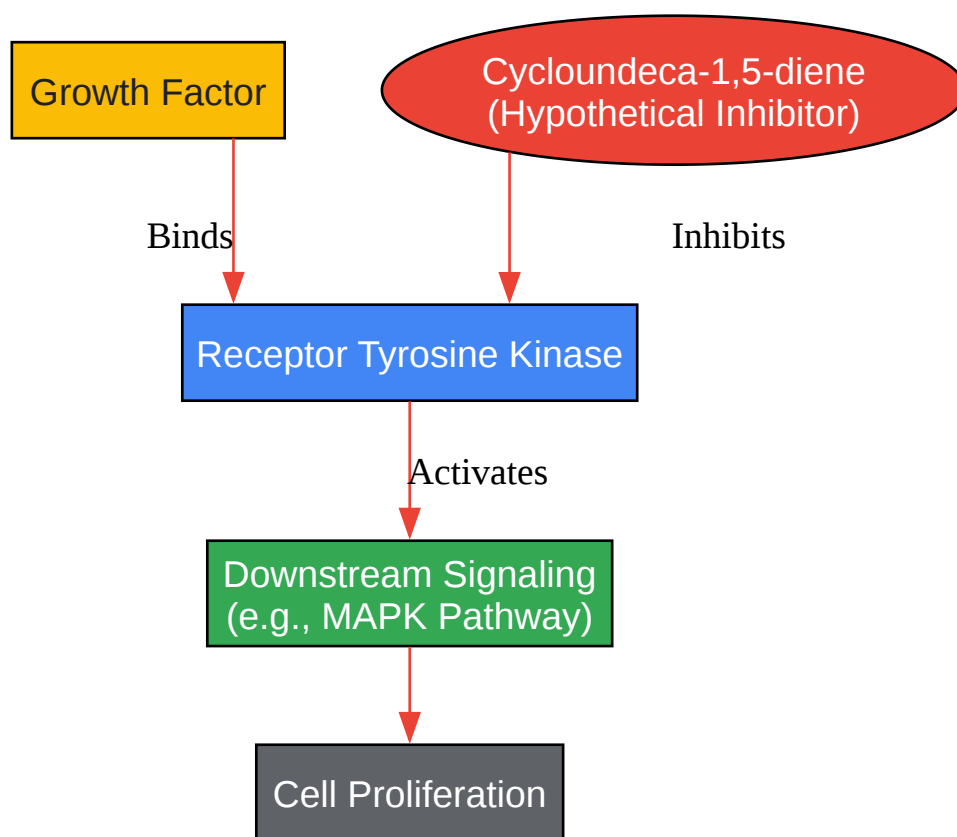 Growth Factor
Cycloundeca-1,5-diene
(Hypothetical Inhibitor)
Binds
Inhibits
Receptor Tyrosine Kinase
Activates
Downstream Signaling
(e.g., MAPK Pathway)
Cell Proliferation